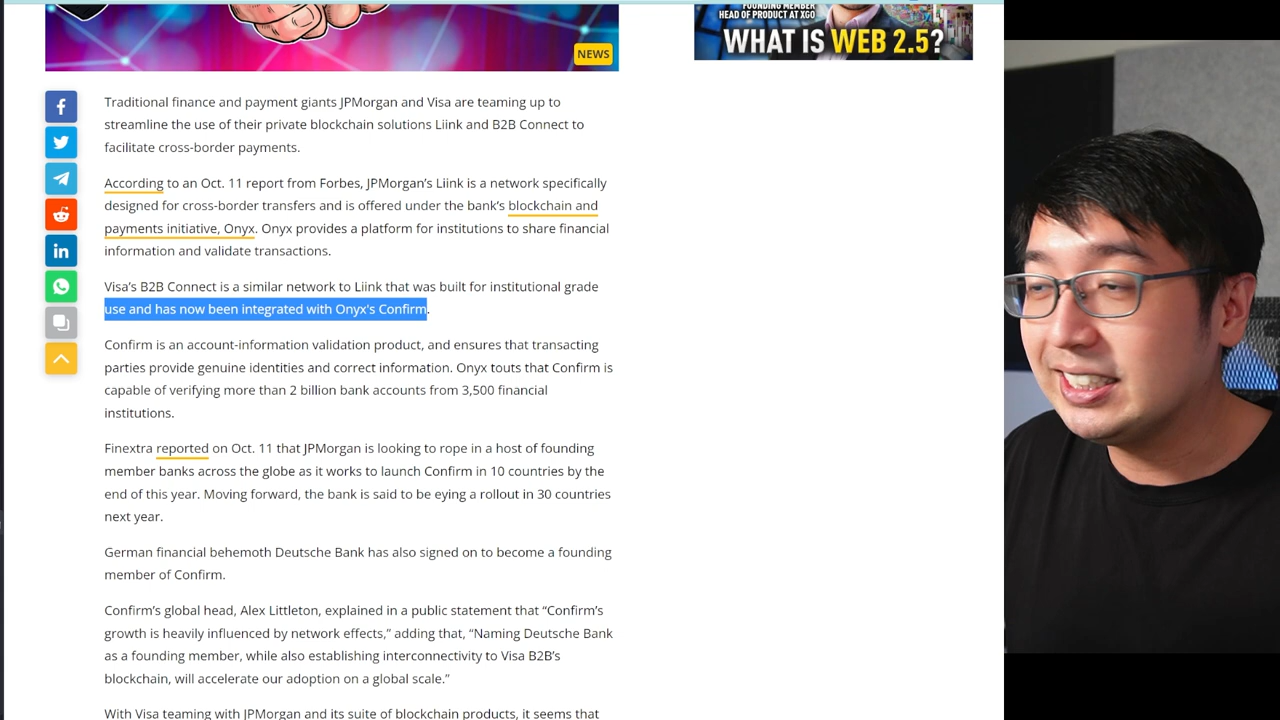 FOUNDING MEMBER
HEAD OF PRODUCT AT XGO
WHAT IS WEB 2.5?
NEWS
Traditional finance and payment giants JPMorgan and Visa are teaming up to
streamline the use of their private blockchain solutions Liink and B2B Connect to
facilitate cross-border payments.
According to an Oct. 11 report from Forbes, JPMorgan’s Liink is a network specifically
designed for cross-border transfers and is offered under the bank’s blockchain and
payments initiative, Onyx. Onyx provides a platform for institutions to share financial
information and validate transactions.
Visa’s B2B Connect is a similar network to Liink that was built for institutional grade
use and has now been integrated with Onyx's Confirm.
Confirm is an account-information validation product, and ensures that transacting
parties provide genuine identities and correct information. Onyx touts that Confirm is
capable of verifying more than 2 billion bank accounts from 3,500 financial
institutions.
Finextra reported on Oct. 11 that JPMorgan is looking to rope in a host of founding
member banks across the globe as it works to launch Confirm in 10 countries by the
end of this year. Moving forward, the bank is said to be eying a rollout in 30 countries
next year.
German financial behemoth Deutsche Bank has also signed on to become a founding
member of Confirm.
Confirm’s global head, Alex Littleton, explained in a public statement that “Confirm’s
growth is heavily influenced by network effects,” adding that, “Naming Deutsche Bank
as a founding member, while also establishing interconnectivity to Visa B2B’s
blockchain, will accelerate our adoption on a global scale.”
With Visa teaming with JPMorgan and its suite of blockchain products, it seems that